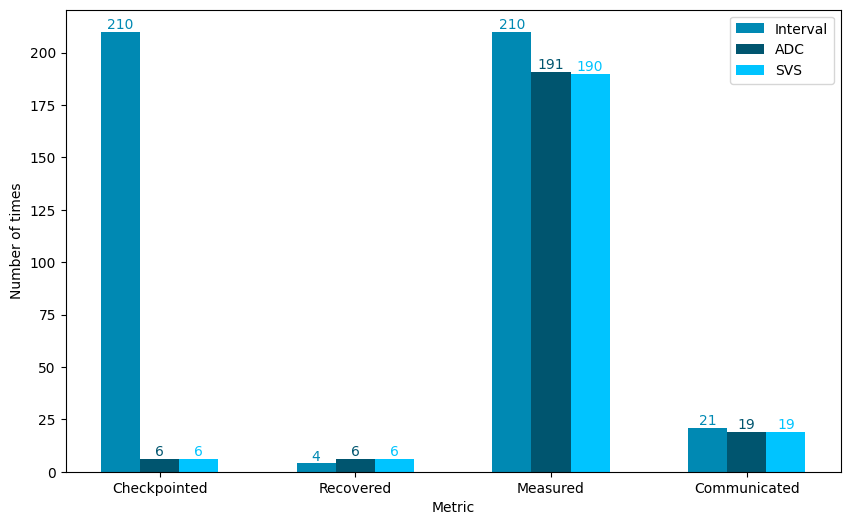 210
210
Interval
ADC
SVS
200
191
190
175
150
125
Number of times
100
75
50
25
21
19
19
6
6
4
6
6
0
Checkpointed
Recovered
Measured
Communicated
Metric